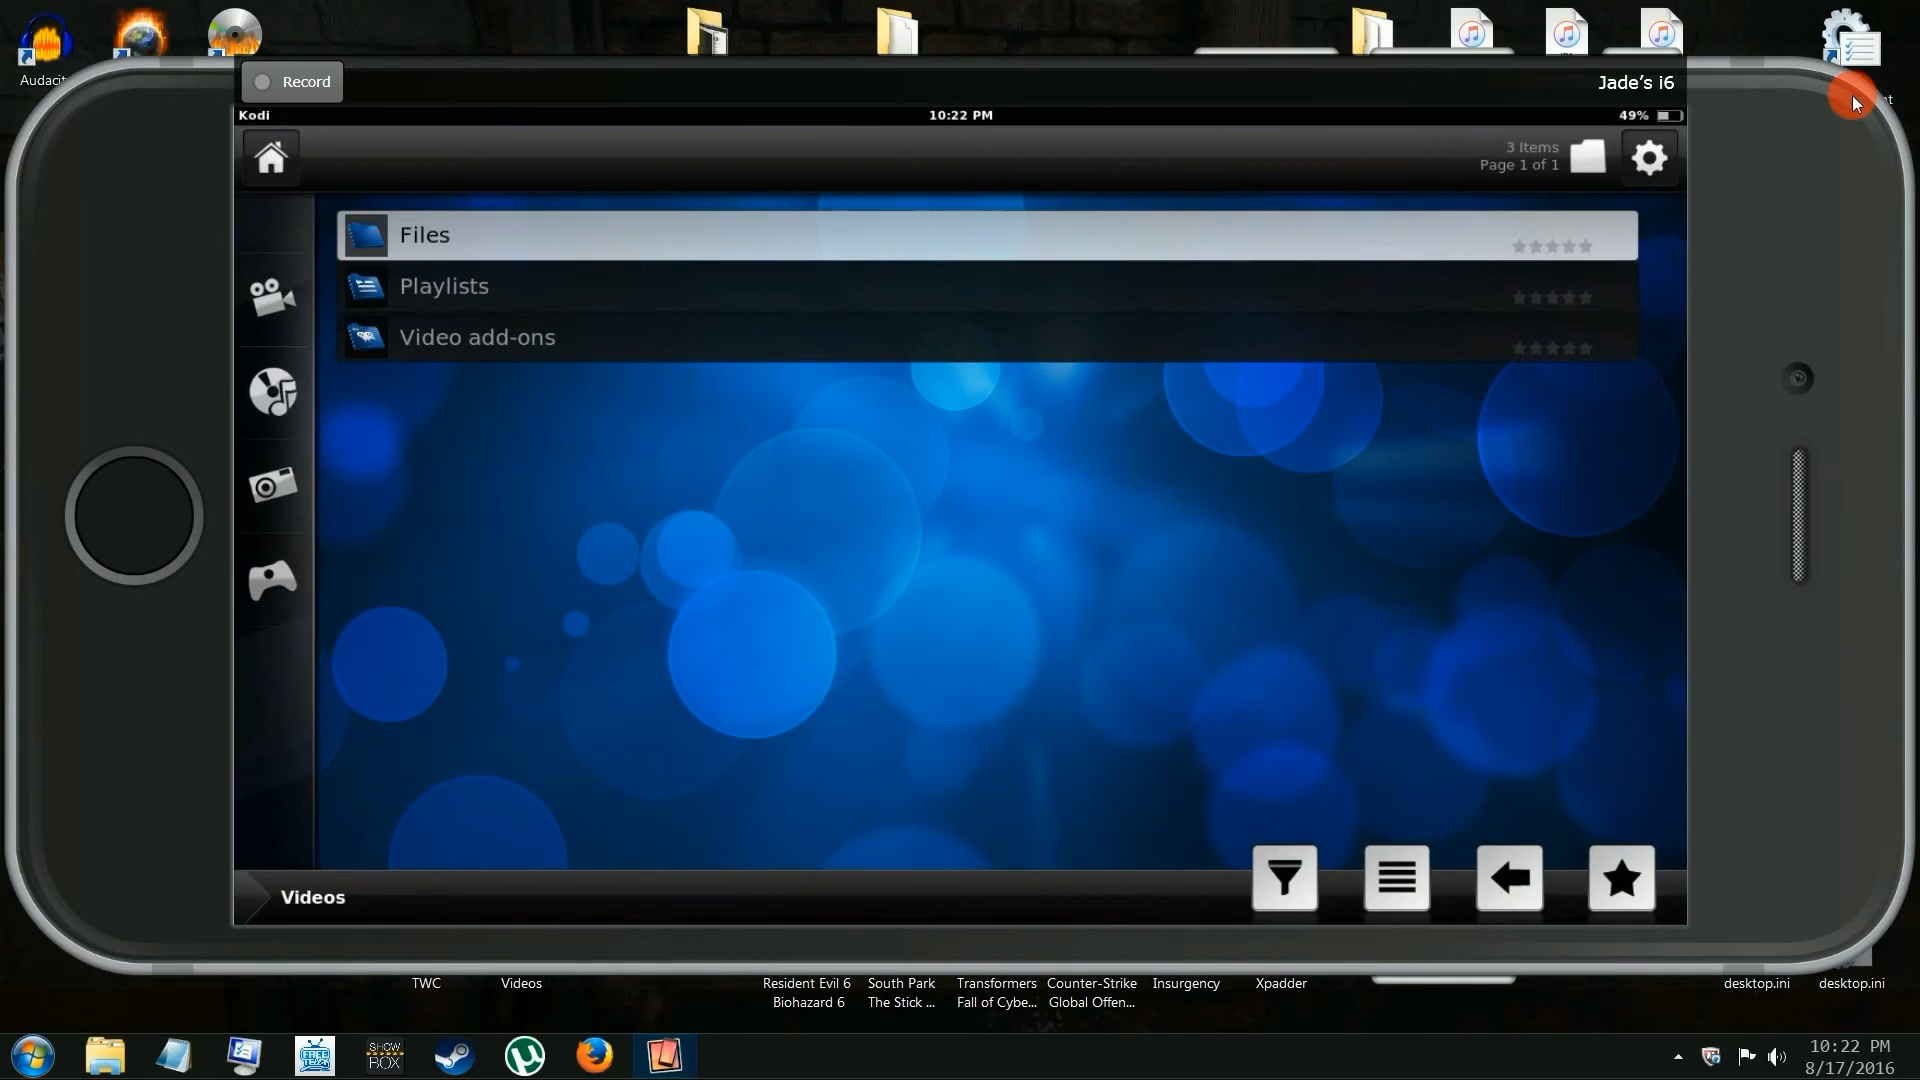 Audacit
Record
Jade's i6
Kodi
10:22 PM
49%
3 Items
Page 1 of 1
Files
Playlists
Video add-ons
Videos
TWC
Videos
Resident Evil 6
Biohazard 6
South Park
The Stick ...
Transformers
Fall of Cybe...
Counter-Strike
Global Offen...
Insurgency
Xpadder
desktop.ini
desktop.ini
SHOW
BOX
10:22 PM
8/17/2016